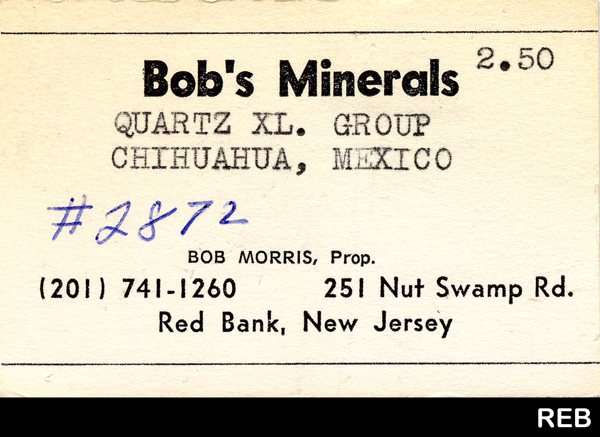 Bob's Minerals 2.50
QUARTZ XL. GROUP
CHIHUAHUA, MEXICO
#2872
BOB MORRIS, Prop.
(201) 741-1260 251 Nut Swamp Rd.
Red Bank, New Jersey
REB